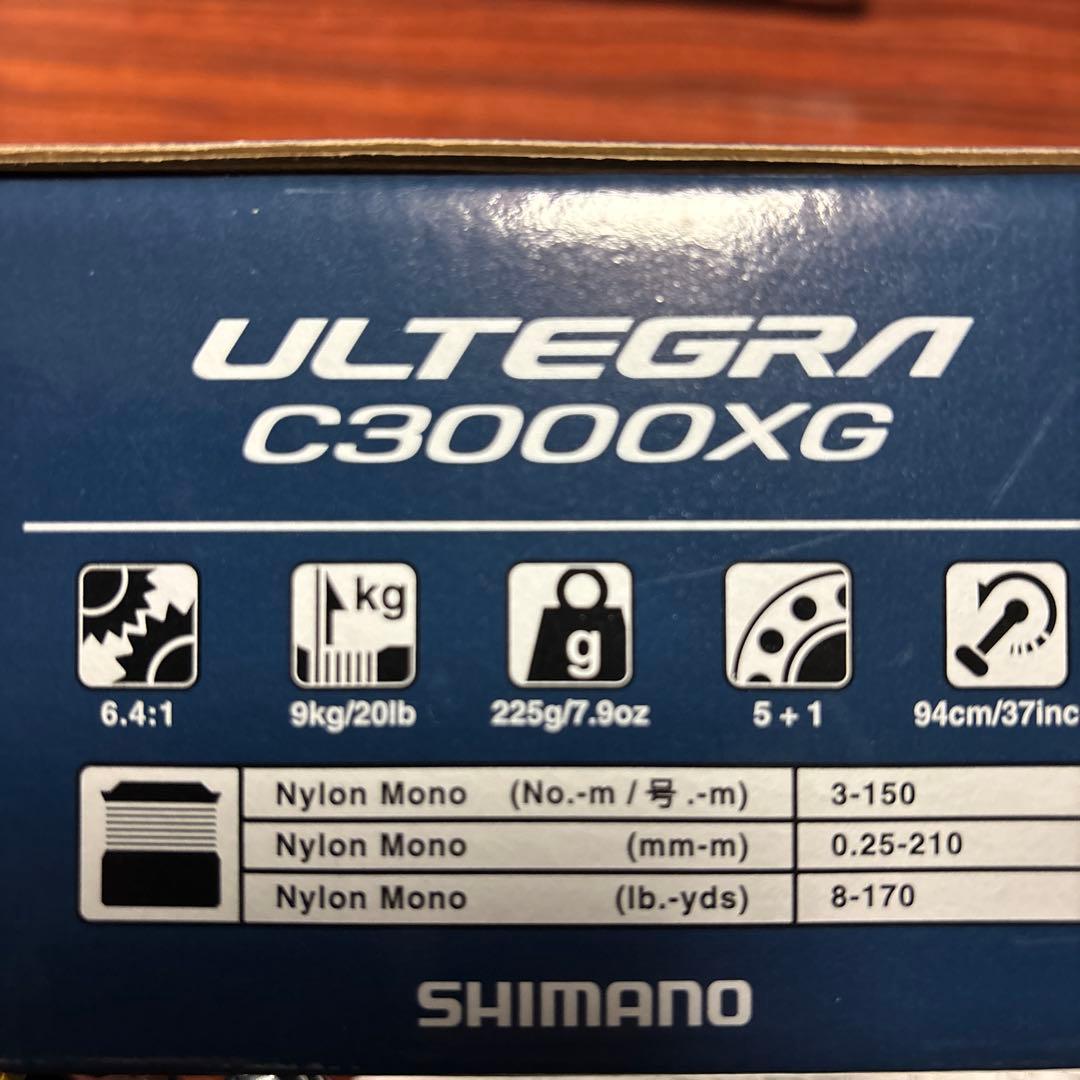 ULTEGRA
C3000XG
kg g
6.4:1 9kg/20lb 225g/7.9oz 5 + 1 94cm/37inc
Nylon Mono (No.-m / 号.-m) 3-150
Nylon Mono (mm-m) 0.25-210
Nylon Mono (lb.-yds) 8-170
SHIMANO